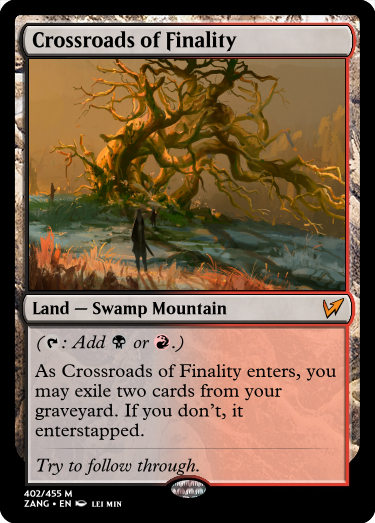 Crossroads of Finality
Land — Swamp Mountain
(: Add or .)
As Crossroads of Finality enters, you
may exile two cards from your
graveyard. If you don't, it
enterstapped.
Try to follow through.
402/455 M
ZANG • EN LEI MIN